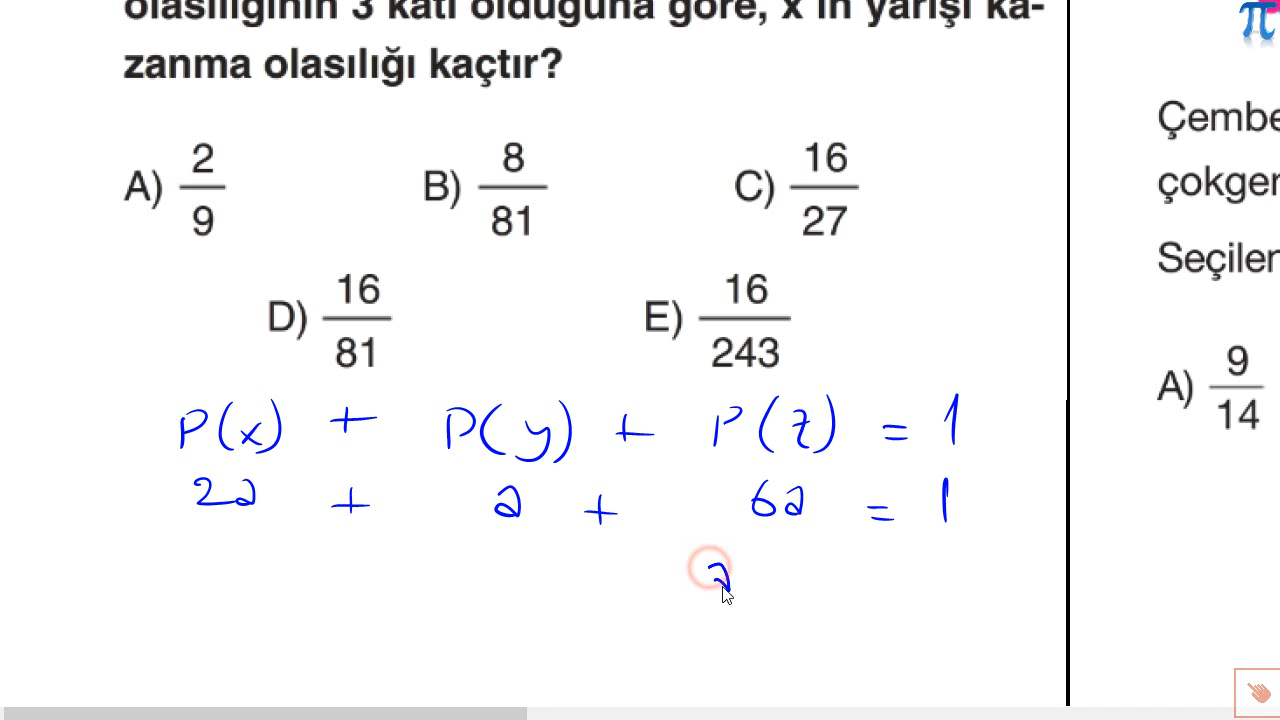 olasılığının 3 katı olduğuna göre, x in yarışı ka-
zanma olasılığı kaçtır?
A) 2/9 B) 8/81 C) 16/27
D) 16/81 E) 16/243
P(x) + P(y) + P(z) = 1
2a + a + 6a = 1
a
π
Çembe
çokgen
Seçilen
A) 9/14